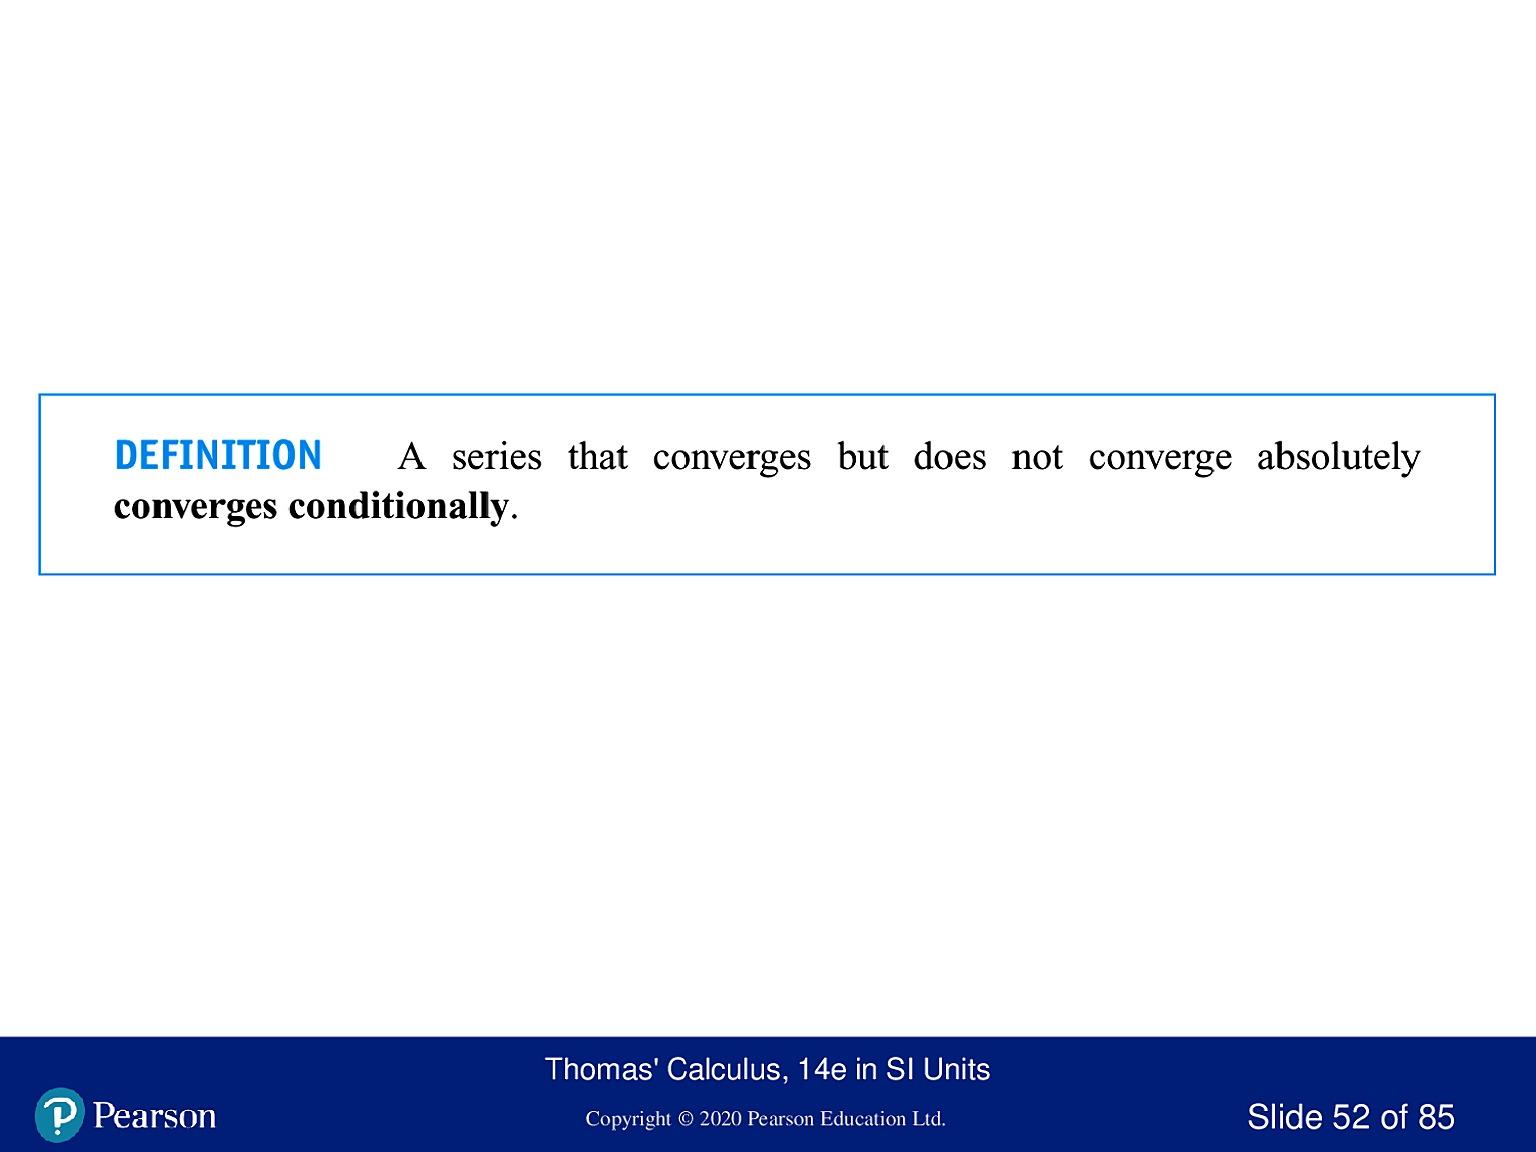 DEFINITION A series that converges but does not converge absolutely
converges conditionally.
Thomas' Calculus, 14e in SI Units
Pearson
Copyright © 2020 Pearson Education Ltd.
Slide 52 of 85